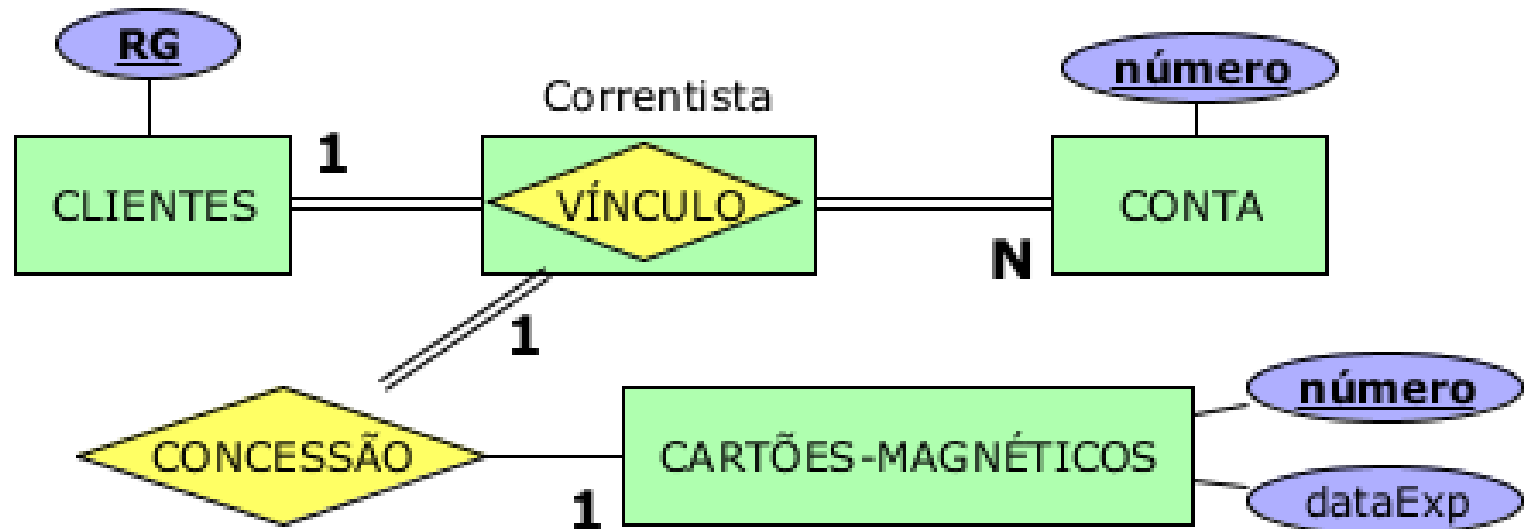 RG
número
Correntista
1
CLIENTES
VÍNCULO
CONTA
N
1
CONCESSÃO
CARTÕES-MAGNÉTICOS
número
1
dataExp